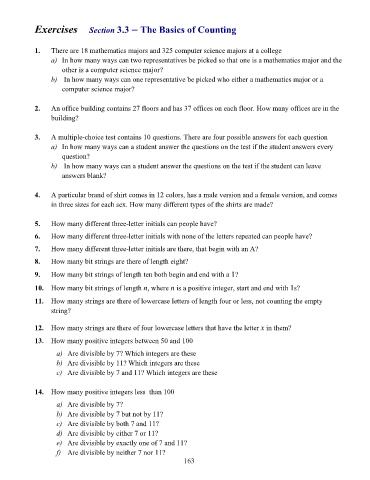 Exercises Section 3.3 – The Basics of Counting
1. There are 18 mathematics majors and 325 computer science majors at a college
a) In how many ways can two representatives be picked so that one is a mathematics major and the
other is a computer science major?
b) In how many ways can one representative be picked who either a mathematics major or a
computer science major?
2. An office building contains 27 floors and has 37 offices on each floor. How many offices are in the
building?
3. A multiple-choice test contains 10 questions. There are four possible answers for each question
a) In how many ways can a student answer the questions on the test if the student answers every
question?
b) In how many ways can a student answer the questions on the test if the student can leave
answers blank?
4. A particular brand of shirt comes in 12 colors, has a male version and a female version, and comes
in three sizes for each sex. How many different types of the shirts are made?
5. How many different three-letter initials can people have?
6. How many different three-letter initials with none of the letters repeated can people have?
7. How many different three-letter initials are there, that begin with an A?
8. How many bit strings are there of length eight?
9. How many bit strings of length ten both begin and end with a 1?
10. How many bit strings of length n, where n is a positive integer, start and end with 1s?
11. How many strings are there of lowercase letters of length four or less, not counting the empty
string?
12. How many strings are there of four lowercase letters that have the letter x in them?
13. How many positive integers between 50 and 100
a) Are divisible by 7? Which integers are these
b) Are divisible by 11? Which integers are these
c) Are divisible by 7 and 11? Which integers are these
14. How many positive integers less than 100
a) Are divisible by 7?
b) Are divisible by 7 but not by 11?
c) Are divisible by both 7 and 11?
d) Are divisible by either 7 or 11?
e) Are divisible by exactly one of 7 and 11?
f) Are divisible by neither 7 nor 11?
163